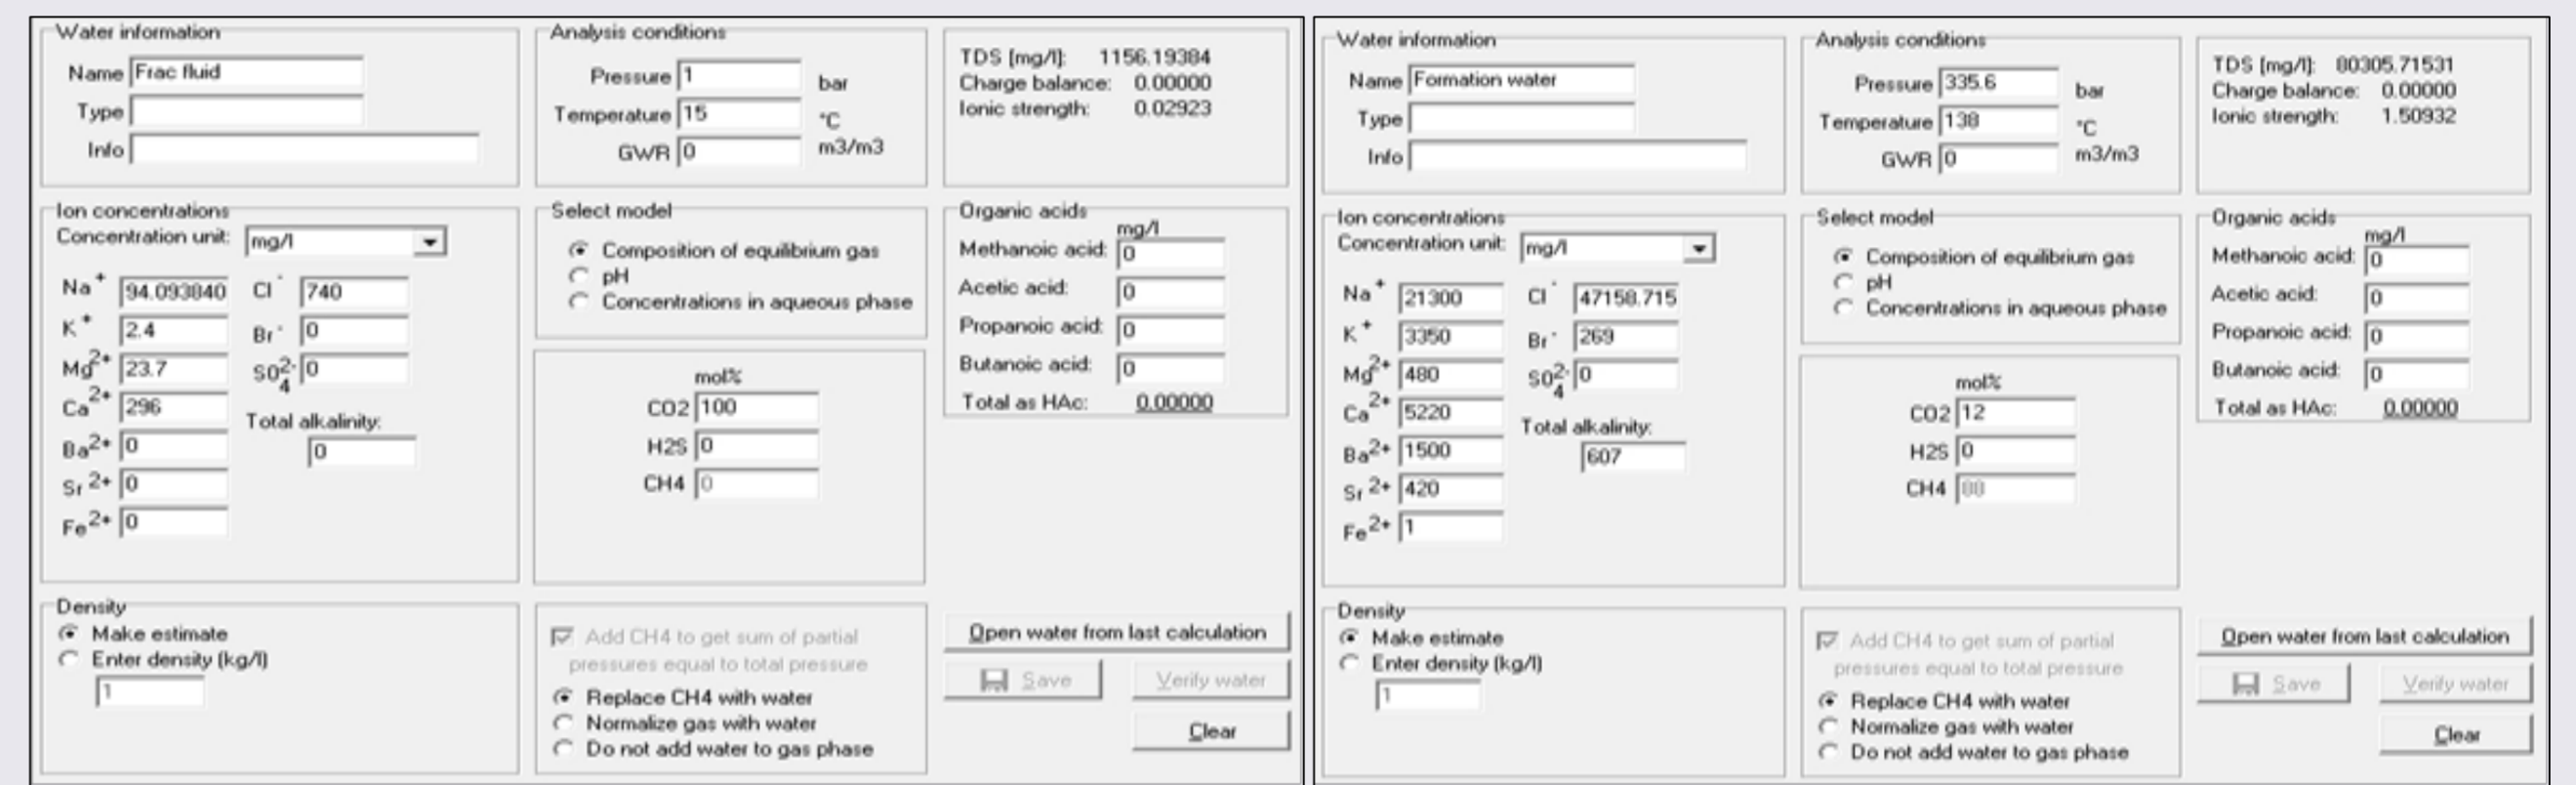 Water information
Name Frac fluid
Type
Info
Analysis conditions
Pressure 1 bar
Temperature 15 °C
GWR 0 m3/m3
TDS [mg/l]: 1156.19384
Charge balance: 0.00000
Ionic strength: 0.02923
Ion concentrations
Concentration unit: mg/l
Na+ 94.093840 Cl- 740
K+ 2.4 Br- 0
Mg2+ 23.7 SO42- 0
Ca2+ 296
Total alkalinity:
Ba2+ 0 0
Sr 2+ 0
Fe2+ 0
Select model
Composition of equilibrium gas
pH
Concentrations in aqueous phase
mol%
CO2 100
H2S 0
CH4 0
Organic acids
mg/l
Methanoic acid: 0
Acetic acid: 0
Propanoic acid: 0
Butanoic acid: 0
Total as HAc: 0.00000
Density
Make estimate
Enter density (kg/l)
1
Add CH4 to get sum of partial
pressures equal to total pressure
Replace CH4 with water
Normalize gas with water
Do not add water to gas phase
Open water from last calculation
Save Verify water
Clear
Water information
Name Formation water
Type
Info
Analysis conditions
Pressure 335.6 bar
Temperature 138 °C
GWR 0 m3/m3
TDS [mg/l]: 80305.71531
Charge balance: 0.00000
Ionic strength: 1.50932
Ion concentrations
Concentration unit: mg/l
Na+ 21300 Cl- 47158.715
K+ 3350 Br- 269
Mg2+ 480 SO42- 0
Ca2+ 5220
Total alkalinity:
Ba2+ 1500 607
Sr 2+ 420
Fe2+ 1
Select model
Composition of equilibrium gas
pH
Concentrations in aqueous phase
mol%
CO2 12
H2S 0
CH4 88
Organic acids
mg/l
Methanoic acid: 0
Acetic acid: 0
Propanoic acid: 0
Butanoic acid: 0
Total as HAc: 0.00000
Density
Make estimate
Enter density (kg/l)
1
Add CH4 to get sum of partial
pressures equal to total pressure
Replace CH4 with water
Normalize gas with water
Do not add water to gas phase
Open water from last calculation
Save Verify water
Clear